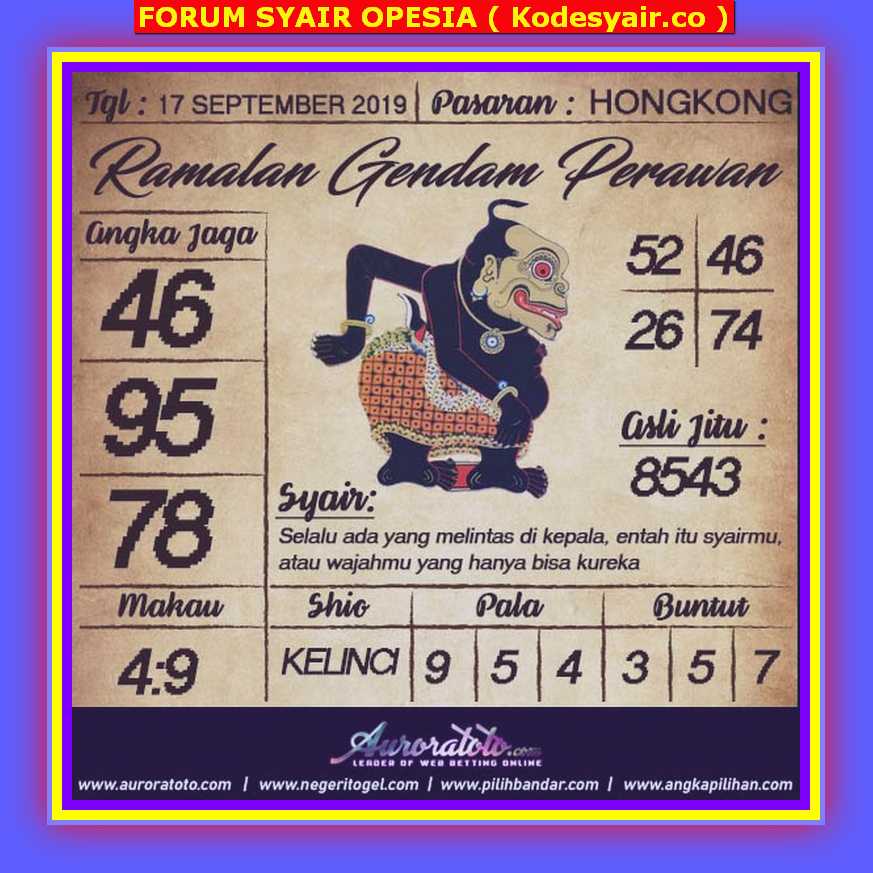 FORUM SYAIR OPESIA ( Kodesyair.co )
Tgl : 17 SEPTEMBER 2019 | Pasaran : HONGKONG
Ramalan Gendam Perawan
Angka Jaga
46
95
78
52 46
26 74
Asli Jitu :
8543
Syair:
Selalu ada yang melintas di kepala, entah itu syairmu,
atau wajahmu yang hanya bisa kureka
Makau Shio Pala Buntut
4:9 KELINCI 9 5 4 3 5 7
Auroratoto.com
LEADER OF WEB BETTING ONLINE
www.auroratoto.com | www.negeritogel.com | www.pilihbandar.com | www.angkapilihan.com